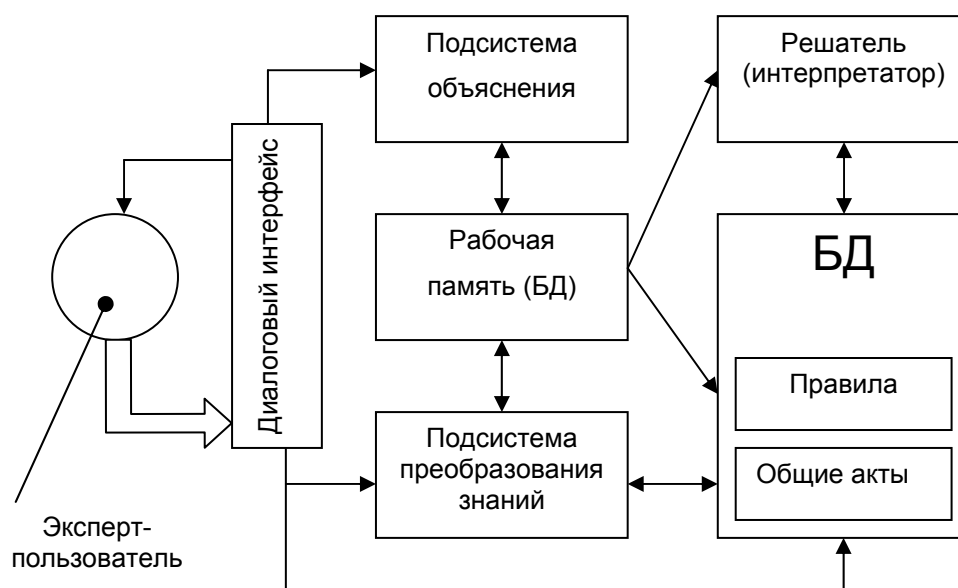 Подсистема
объяснения
Решатель
(интерпретатор)
Диалоговый интерфейс
Рабочая
память (БД)
БД
Правила
Общие акты
Подсистема
преобразования
знаний
Эксперт-
пользователь